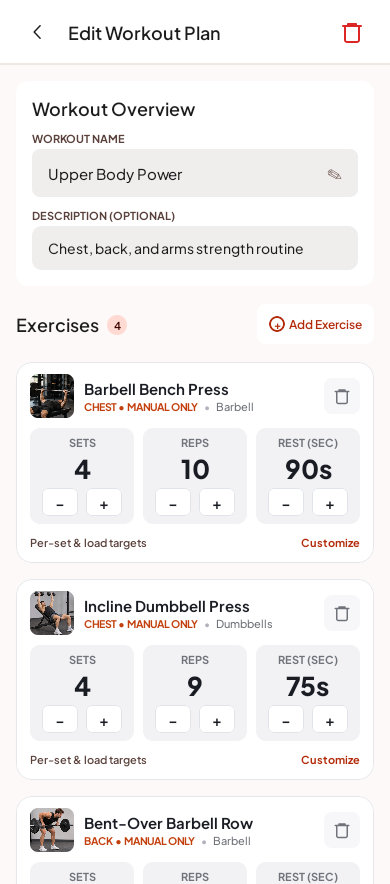 Edit Workout Plan
Workout Overview
WORKOUT NAME
Upper Body Power
DESCRIPTION (OPTIONAL)
Chest, back, and arms strength routine
Exercises 4
Add Exercise
Barbell Bench Press
CHEST • MANUAL ONLY • Barbell
SETS REPS REST (SEC)
4 10 90s
- + - + - +
Per-set & load targets Customize
Incline Dumbbell Press
CHEST • MANUAL ONLY • Dumbbells
SETS REPS REST (SEC)
4 9 75s
- + - + - +
Per-set & load targets Customize
Bent-Over Barbell Row
BACK • MANUAL ONLY • Barbell
SETS REPS REST (SEC)